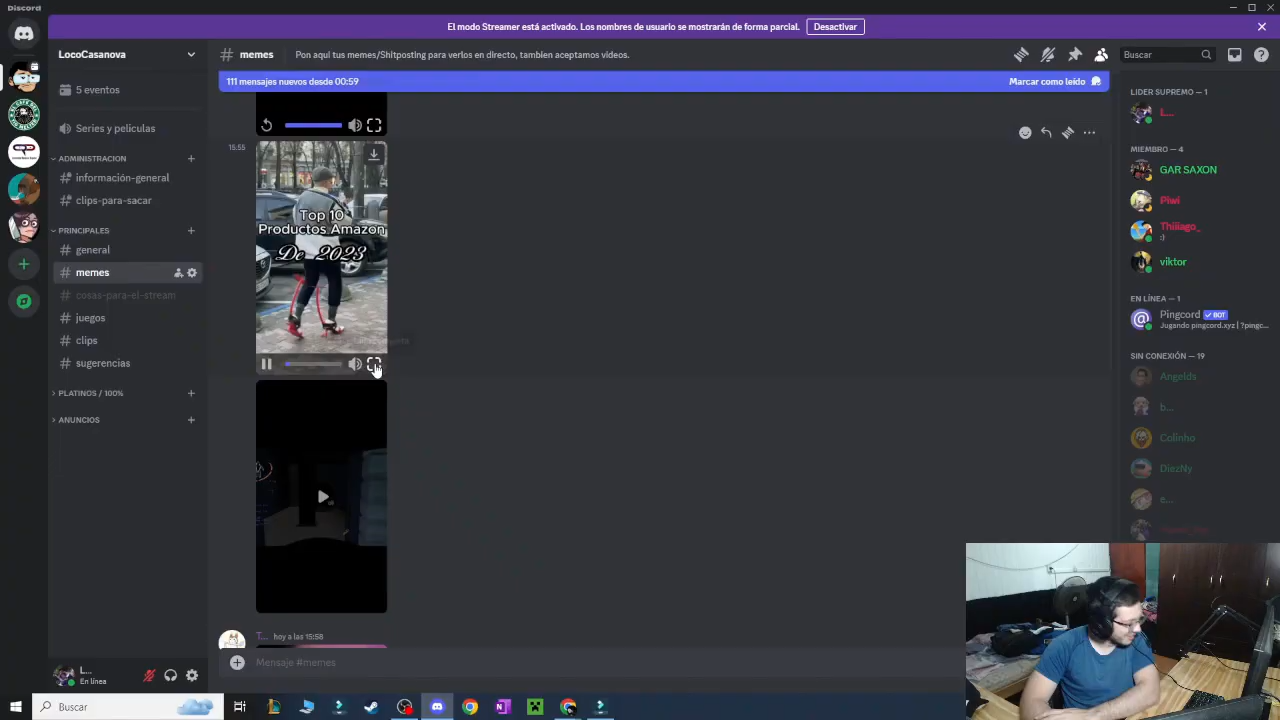 Discord
El modo Streamer está activado. Los nombres de usuario se mostrarán de forma parcial.
Desactivar
LocoCasanova
memes
Pon aquí tus memes/Shitposting para verlos en directo, tambien aceptamos videos.
Buscar
111 mensajes nuevos desde 00:59
Marcar como leído
5 eventos
Series y peliculas
ADMINISTRACION
información-general
clips-para-sacar
PRINCIPALES
general
memes
cosas-para-el-stream
juegos
clips
sugerencias
PLATINOS / 100%
ANUNCIOS
L...
En línea
15:55
Top 10
Productos Amazon
De 2023
T...
hoy a las 15:58
Mensaje #memes
LIDER SUPREMO — 1
L...
MIEMBRO — 4
GAR SAXON
Piwi
Thiiiago_
:}
viktor
EN LÍNEA — 1
Pingcord
BOT
Jugando pingcord.xyz | ?pingc...
SIN CONEXIÓN — 19
Angelds
b...
Colinho
DiezNy
e...
Buscar